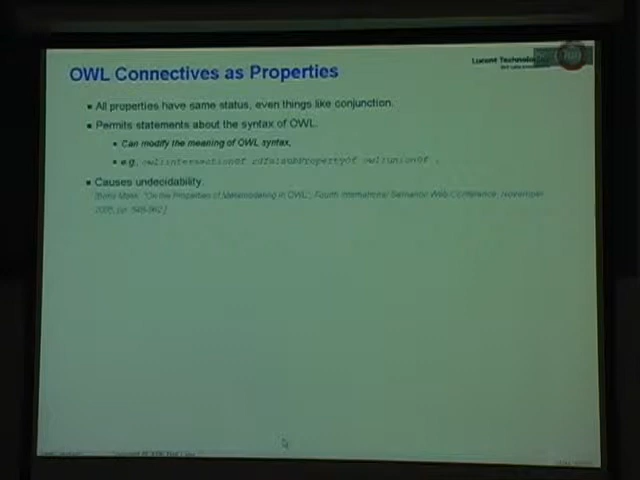 OWL Connectives as Properties
Lucent Technologies
All properties have same status, even things like conjunction.
Permits statements about the syntax of OWL.
Can modify the meaning of OWL syntax,
e.g. owl:intersectionOf rdfs:subPropertyOf owl:unionOf .
Causes undecidability.
[Boris Motik. "On the Properties of Metamodeling in OWL", Fourth International Semantic Web Conference, November
2005, pp. 548-562.]